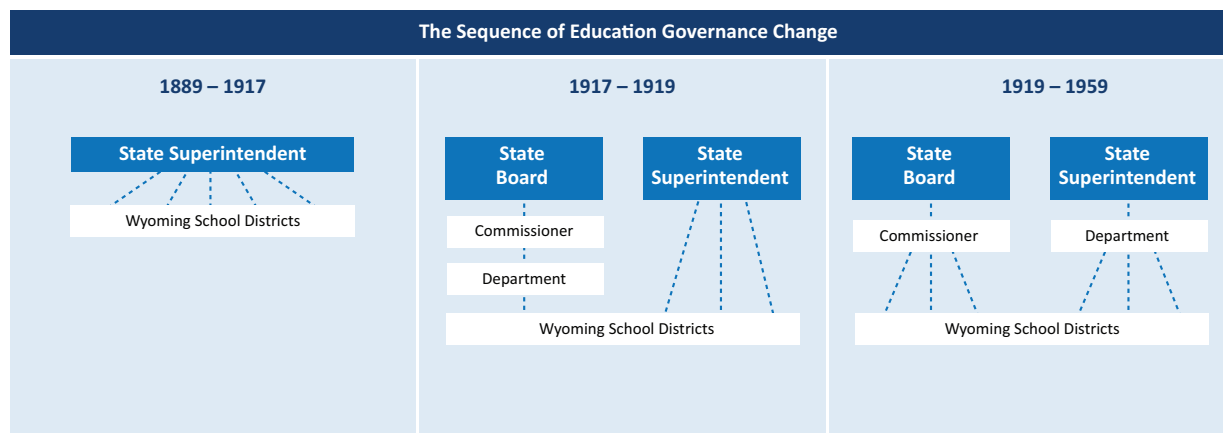 The Sequence of Education Governance Change
1889 – 1917
State Superintendent
Wyoming School Districts
1917 – 1919
State
Board
State
Superintendent
Commissioner
Department
Wyoming School Districts
1919 – 1959
State
Board
State
Superintendent
Commissioner
Department
Wyoming School Districts